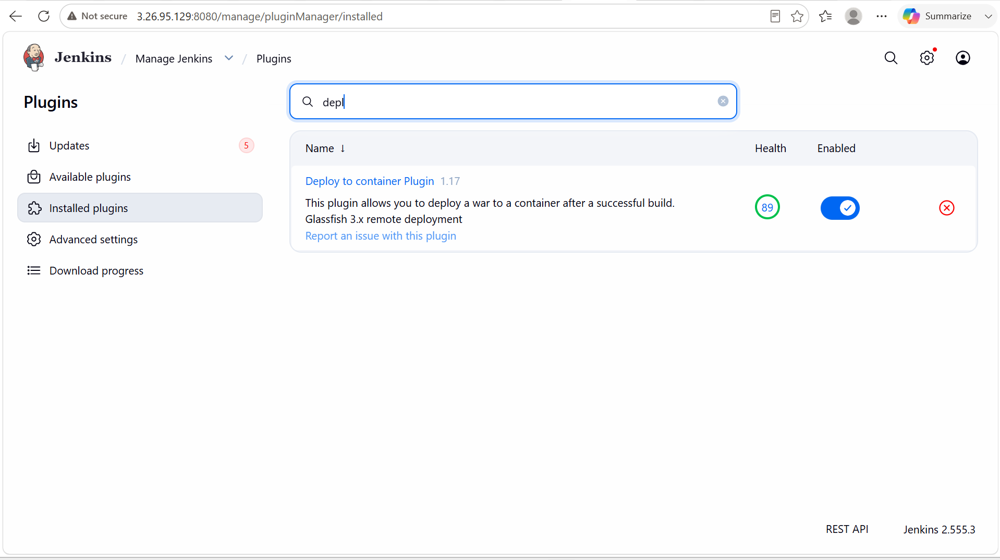 Not secure 3.26.95.129:8080/manage/pluginManager/installed Summarize
Jenkins / Manage Jenkins / Plugins
Plugins
depl
Updates 5
Available plugins
Installed plugins
Advanced settings
Download progress
Name ↓ Health Enabled
Deploy to container Plugin 1.17
This plugin allows you to deploy a war to a container after a successful build.
Glassfish 3.x remote deployment
Report an issue with this plugin
89
REST API Jenkins 2.555.3